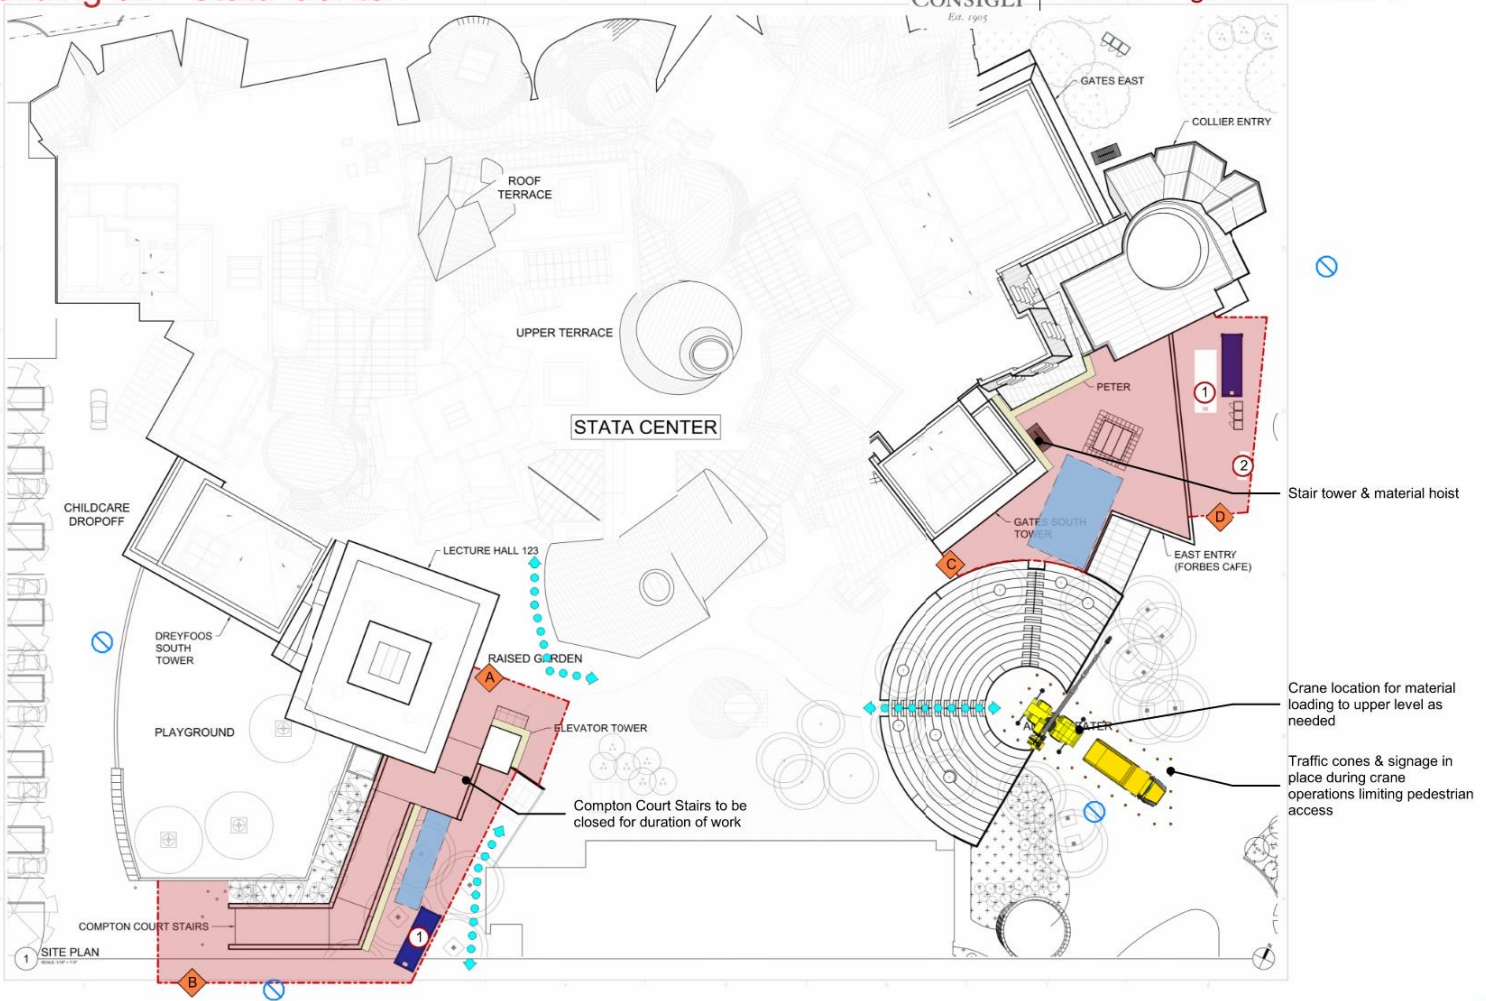 CONSIGLI
Est. 1905
GATES EAST
COLLIER ENTRY
ROOF
TERRACE
UPPER TERRACE
PETER
1
STATA CENTER
2
Stair tower & material hoist
CHILDCARE
DROPOFF
D
GATES SOUTH
TOWER
LECTURE HALL 123
EAST ENTRY
(FORBES CAFE)
C
DREYFOOS
SOUTH
TOWER
RAISED GARDEN
A
Crane location for material
loading to upper level as
needed
PLAYGROUND
ELEVATOR TOWER
Traffic cones & signage in
place during crane
operations limiting pedestrian
access
Compton Court Stairs to be
closed for duration of work
COMPTON COURT STAIRS
1
1
SITE PLAN
B